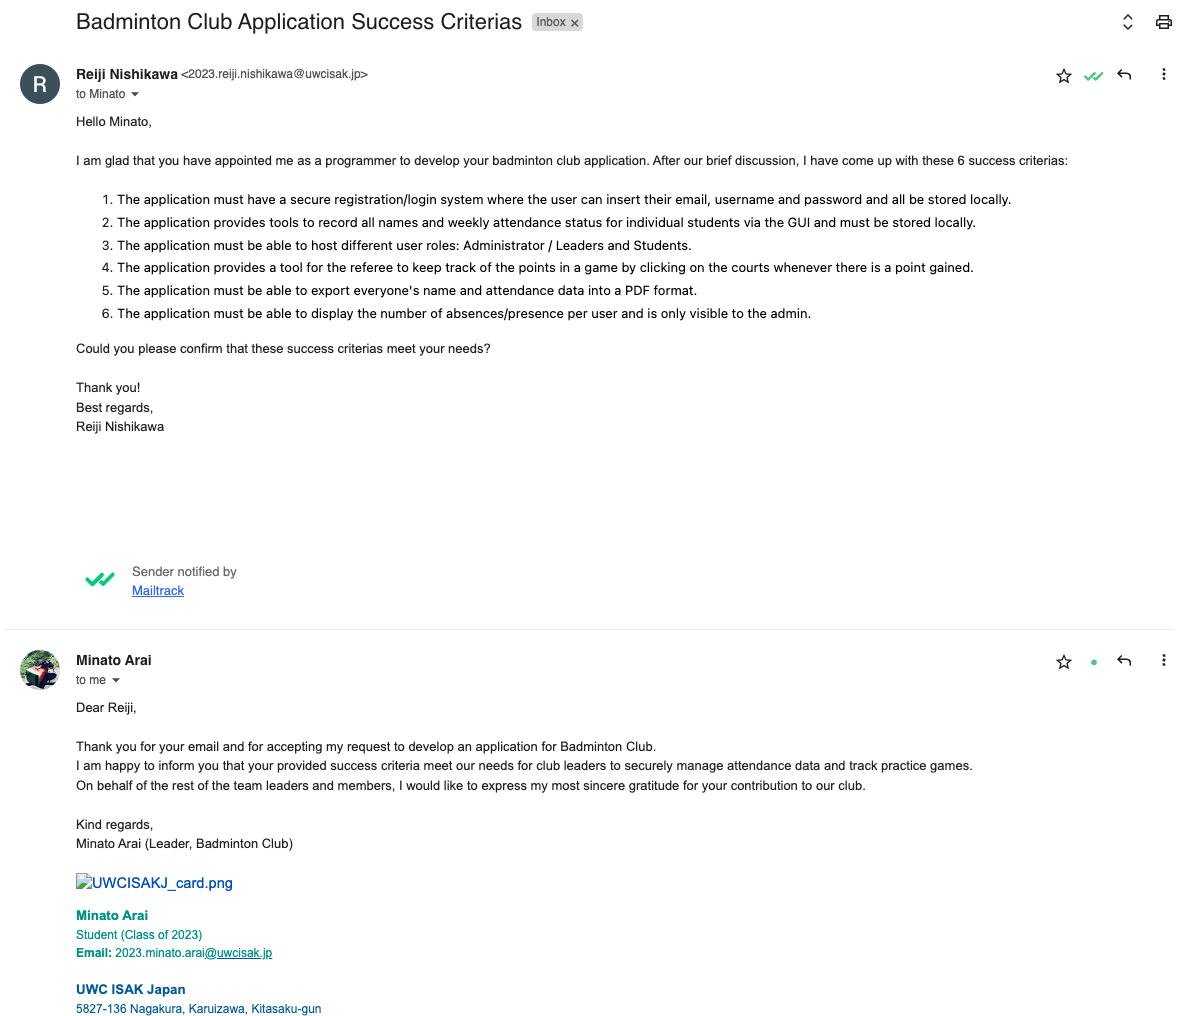 Badminton Club Application Success Criterias Inbox ×
R
Reiji Nishikawa <2023.reiji.nishikawa@uwcisak.jp>
to Minato
Hello Minato,
I am glad that you have appointed me as a programmer to develop your badminton club application. After our brief discussion, I have come up with these 6 success criterias:
1. The application must have a secure registration/login system where the user can insert their email, username and password and all be stored locally.
2. The application provides tools to record all names and weekly attendance status for individual students via the GUI and must be stored locally.
3. The application must be able to host different user roles: Administrator / Leaders and Students.
4. The application provides a tool for the referee to keep track of the points in a game by clicking on the courts whenever there is a point gained.
5. The application must be able to export everyone's name and attendance data into a PDF format.
6. The application must be able to display the number of absences/presence per user and is only visible to the admin.
Could you please confirm that these success criterias meet your needs?
Thank you!
Best regards,
Reiji Nishikawa
Sender notified by
Mailtrack
Minato Arai
to me
Dear Reiji,
Thank you for your email and for accepting my request to develop an application for Badminton Club.
I am happy to inform you that your provided success criteria meet our needs for club leaders to securely manage attendance data and track practice games.
On behalf of the rest of the team leaders and members, I would like to express my most sincere gratitude for your contribution to our club.
Kind regards,
Minato Arai (Leader, Badminton Club)
UWCISAKJ_card.png
Minato Arai
Student (Class of 2023)
Email: 2023.minato.arai@uwcisak.jp
UWC ISAK Japan
5827-136 Nagakura, Karuizawa, Kitasaku-gun